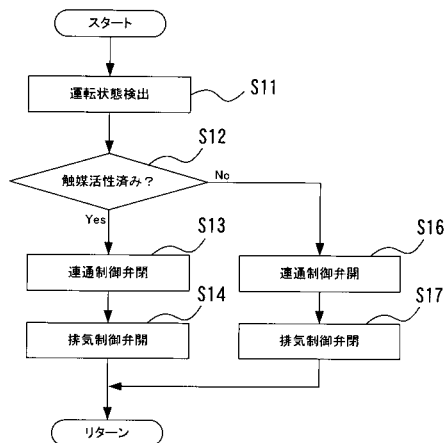 スタート
運転状態検出
S11
S12
触媒活性済み？
No
Yes
S13
連通制御弁閉
S16
連通制御弁開
S14
排気制御弁開
S17
排気制御弁閉
リターン